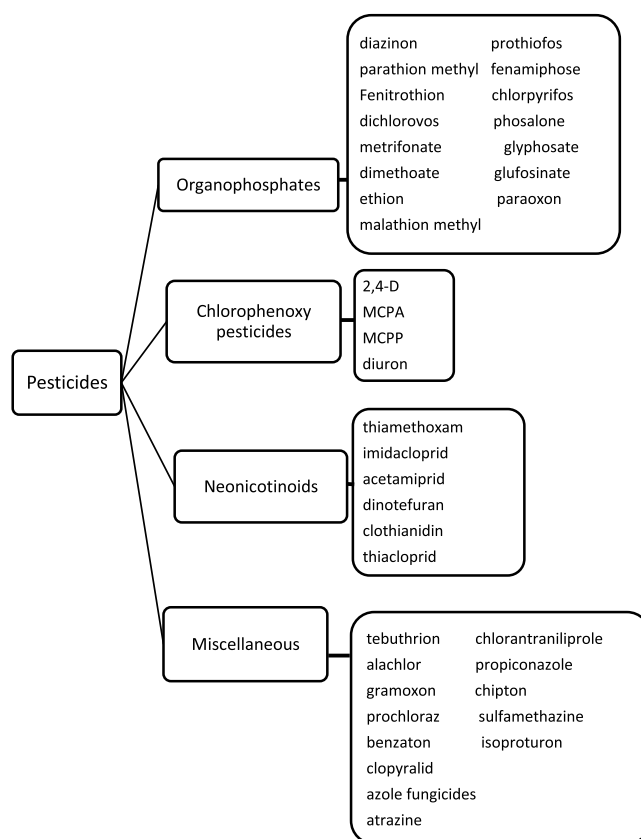 diazinon prothiofos
parathion methyl fenamiphose
Fenitrothion chlorpyrifos
dichlorovos phosalone
metrifonate glyphosate
dimethoate glufosinate
ethion paraoxon
malathion methyl
Organophosphates
2,4-D
MCPA
MCPP
diuron
Chlorophenoxy
pesticides
Pesticides
thiamethoxam
imidacloprid
acetamiprid
dinotefuran
clothianidin
thiacloprid
Neonicotinoids
Miscellaneous
tebuthrion chlorantraniliprole
alachlor propiconazole
gramoxon chipton
prochloraz sulfamethazine
benzaton isoproturon
clopyralid
azole fungicides
atrazine